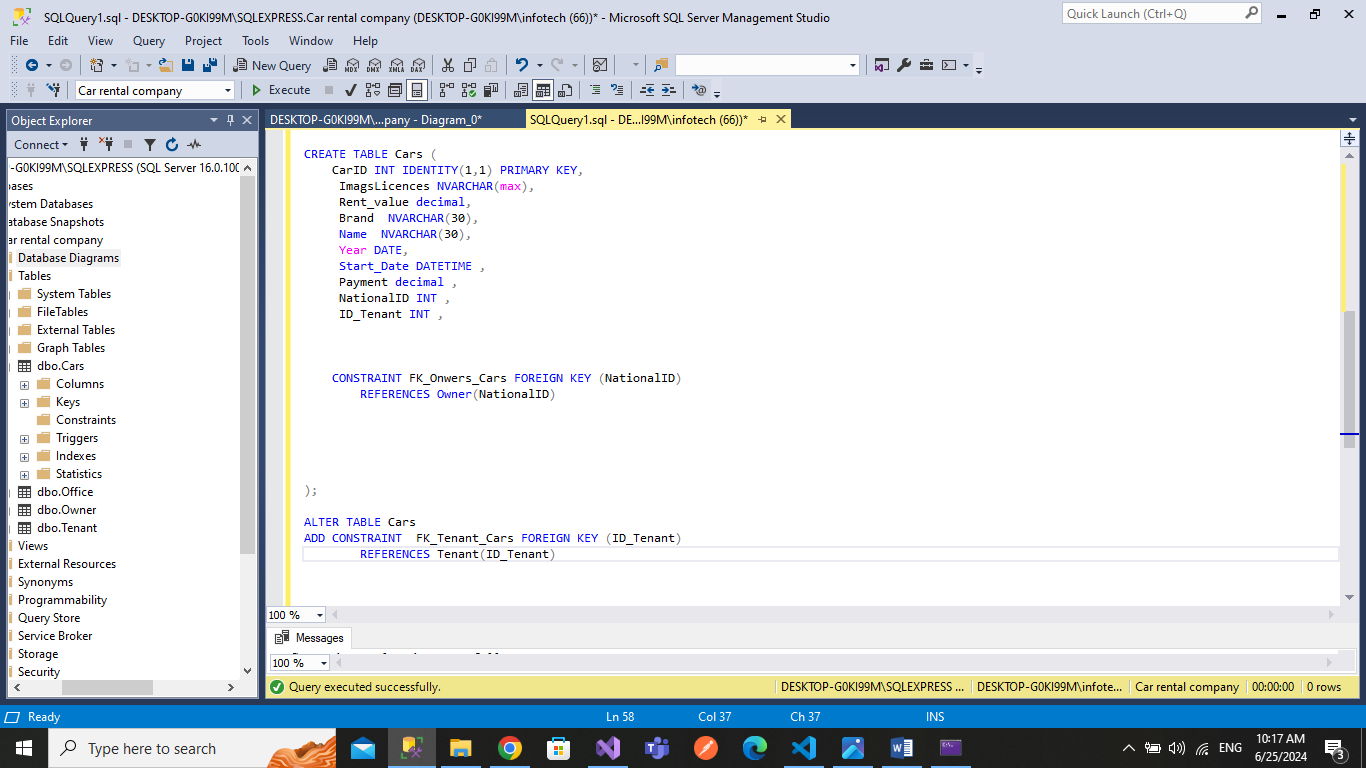 SQLQuery1.sql - DESKTOP-G0KI99M\SQLEXPRESS.Car rental company (DESKTOP-G0KI99M\infotech (66))* - Microsoft SQL Server Management Studio
Quick Launch (Ctrl+Q)
File Edit View Query Project Tools Window Help
New Query
MDX DMX XMLA DAX
Car rental company
Execute
Object Explorer
DESKTOP-G0KI99M\...pany - Diagram_0*
SQLQuery1.sql - DE...I99M\infotech (66))*
Connect
-G0KI99M\SQLEXPRESS (SQL Server 16.0.100
bases
ystem Databases
atabase Snapshots
ar rental company
Database Diagrams
Tables
System Tables
FileTables
External Tables
Graph Tables
dbo.Cars
Columns
Keys
Constraints
Triggers
Indexes
Statistics
dbo.Office
dbo.Owner
dbo.Tenant
Views
External Resources
Synonyms
Programmability
Query Store
Service Broker
Storage
Security
CREATE TABLE Cars (
CarID INT IDENTITY(1,1) PRIMARY KEY,
ImagsLicences NVARCHAR(max),
Rent_value decimal,
Brand  NVARCHAR(30),
Name  NVARCHAR(30),
Year DATE,
Start_Date DATETIME ,
Payment decimal ,
NationalID INT ,
ID_Tenant INT ,
CONSTRAINT FK_Onwers_Cars FOREIGN KEY (NationalID)
REFERENCES Owner(NationalID)
);
ALTER TABLE Cars
ADD CONSTRAINT  FK_Tenant_Cars FOREIGN KEY (ID_Tenant)
REFERENCES Tenant(ID_Tenant)
100 %
Messages
100 %
Query executed successfully.
DESKTOP-G0KI99M\SQLEXPRESS ...
DESKTOP-G0KI99M\infote...
Car rental company
00:00:00
0 rows
Ready
Ln 58
Col 37
Ch 37
INS
Type here to search
ENG
10:17 AM
6/25/2024
3